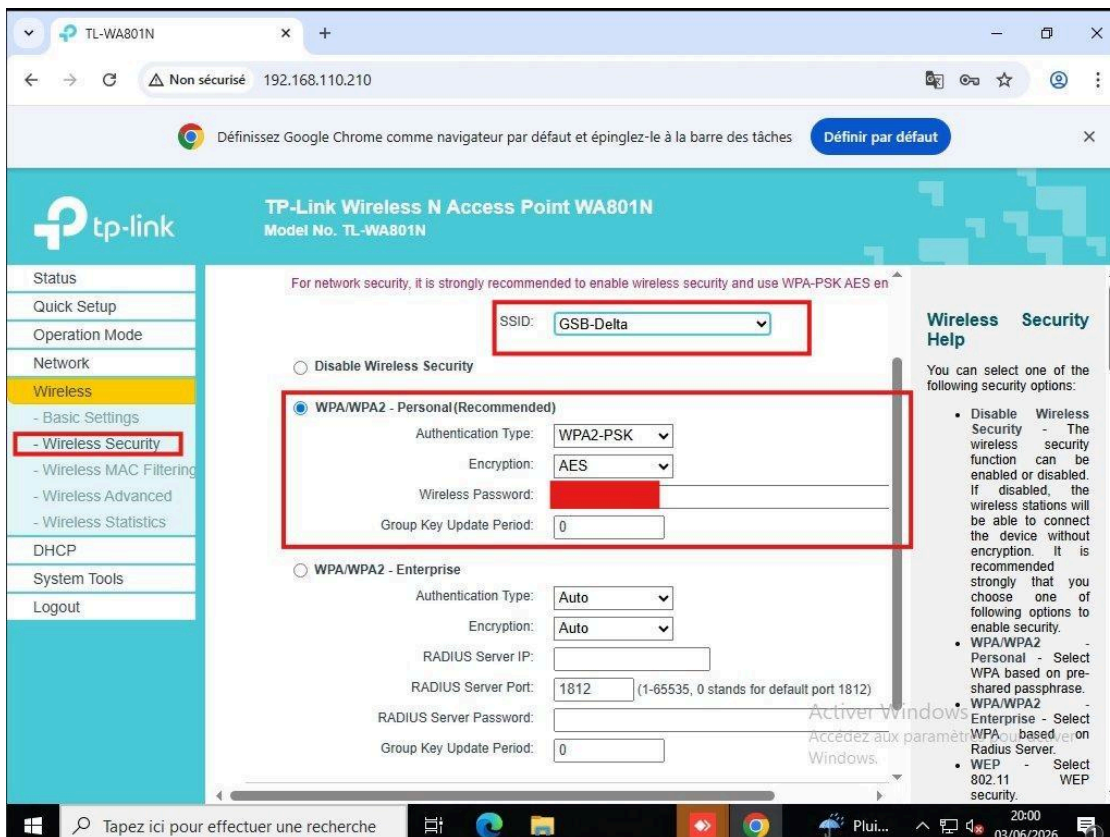 TL-WA801N
Non sécurisé 192.168.110.210
Définissez Google Chrome comme navigateur par défaut et épinglez-le à la barre des tâches Définir par défaut
tp-link
TP-Link Wireless N Access Point WA801N
Model No. TL-WA801N
Status
Quick Setup
Operation Mode
Network
Wireless
- Basic Settings
- Wireless Security
- Wireless MAC Filtering
- Wireless Advanced
- Wireless Statistics
DHCP
System Tools
Logout
For network security, it is strongly recommended to enable wireless security and use WPA-PSK AES en
SSID: GSB-Delta
Disable Wireless Security
WPA/WPA2 - Personal(Recommended)
Authentication Type: WPA2-PSK
Encryption: AES
Wireless Password:
Group Key Update Period: 0
WPA/WPA2 - Enterprise
Authentication Type: Auto
Encryption: Auto
RADIUS Server IP:
RADIUS Server Port: 1812 (1-65535, 0 stands for default port 1812)
RADIUS Server Password:
Group Key Update Period: 0
Wireless Security
Help
You can select one of the
following security options:
• Disable Wireless
Security - The
wireless security
function can be
enabled or disabled.
If disabled, the
wireless stations will
be able to connect
the device without
encryption. It is
recommended
strongly that you
choose one of
following options to
enable security.
• WPA/WPA2 -
Personal - Select
WPA based on pre-
shared passphrase.
• WPA/WPA2 -
Enterprise - Select
WPA based on
Radius Server.
• WEP - Select
802.11 WEP
security.
Activer Windows
Accédez aux paramètres pour activer
Windows.
Tapez ici pour effectuer une recherche
Plui...
20:00
03/06/2026